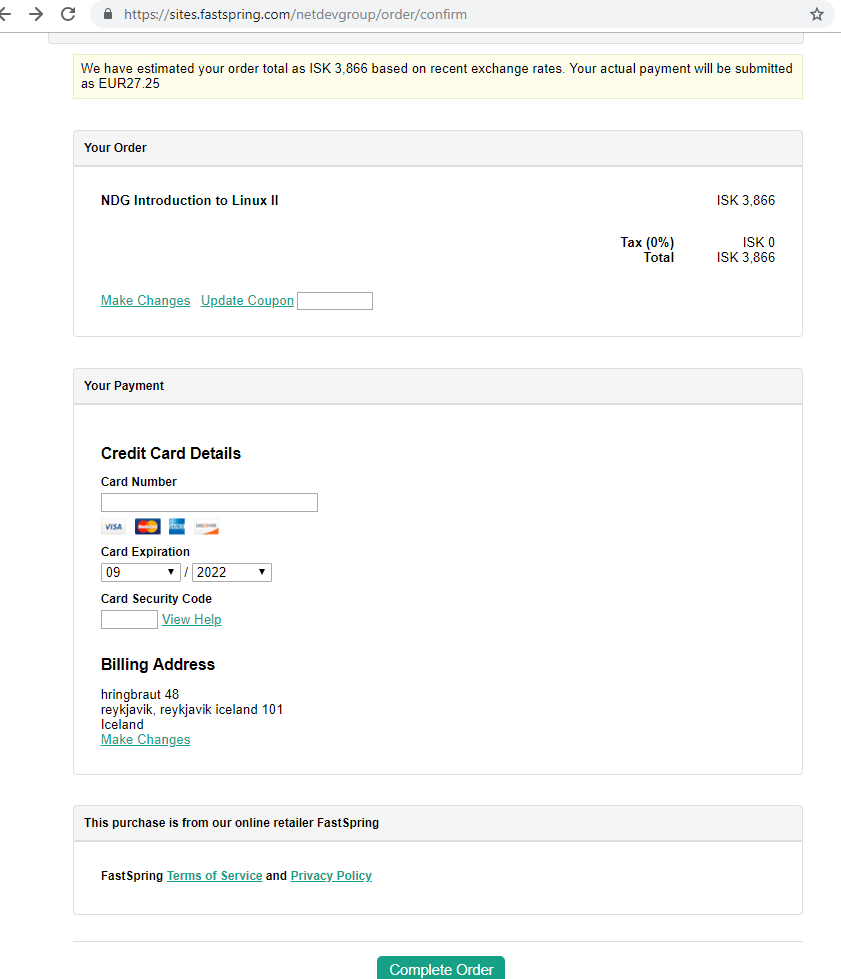 https://sites.fastspring.com/netdevgroup/order/confirm
We have estimated your order total as ISK 3,866 based on recent exchange rates. Your actual payment will be submitted
as EUR27.25
Your Order
NDG Introduction to Linux II ISK 3,866
Tax (0%) ISK 0
Total ISK 3,866
Make Changes Update Coupon
Your Payment
Credit Card Details
Card Number
VISA MasterCard DISCOVER
Card Expiration
09 / 2022
Card Security Code
View Help
Billing Address
hringbraut 48
reykjavik, reykjavik iceland 101
Iceland
Make Changes
This purchase is from our online retailer FastSpring
FastSpring Terms of Service and Privacy Policy
Complete Order